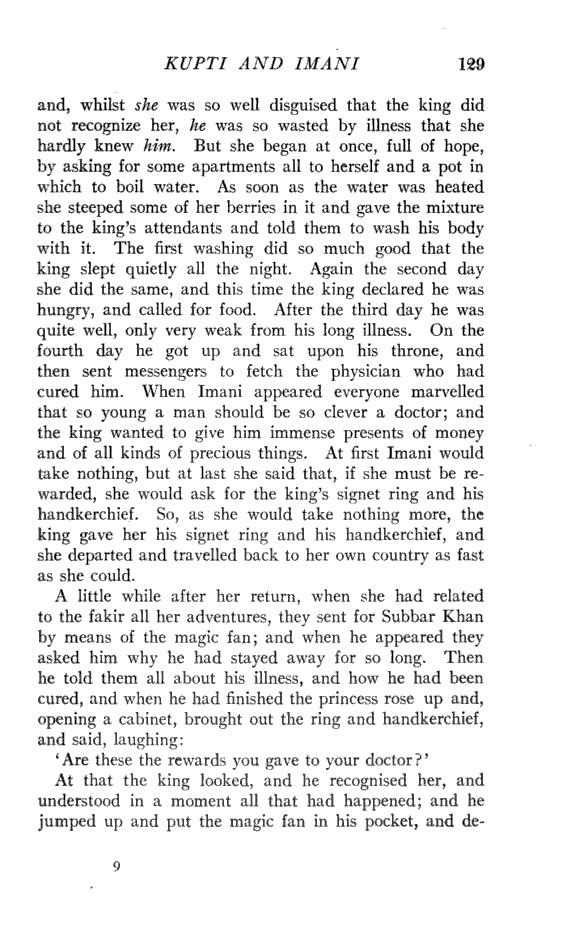 KUPTI AND IMANI 129
and, whilst she was so well disguised that the king did
not recognize her, he was so wasted by illness that she
hardly knew him. But she began at once, full of hope,
by asking for some apartments all to herself and a pot in
which to boil water. As soon as the water was heated
she steeped some of her berries in it and gave the mixture
to the king's attendants and told them to wash his body
with it. The first washing did so much good that the
king slept quietly all the night. Again the second day
she did the same, and this time the king declared he was
hungry, and called for food. After the third day he was
quite well, only very weak from his long illness. On the
fourth day he got up and sat upon his throne, and
then sent messengers to fetch the physician who had
cured him. When Imani appeared everyone marvelled
that so young a man should be so clever a doctor; and
the king wanted to give him immense presents of money
and of all kinds of precious things. At first Imani would
take nothing, but at last she said that, if she must be re-
warded, she would ask for the king's signet ring and his
handkerchief. So, as she would take nothing more, the
king gave her his signet ring and his handkerchief, and
she departed and travelled back to her own country as fast
as she could.
A little while after her return, when she had related
to the fakir all her adventures, they sent for Subbar Khan
by means of the magic fan; and when he appeared they
asked him why he had stayed away for so long. Then
he told them all about his illness, and how he had been
cured, and when he had finished the princess rose up and,
opening a cabinet, brought out the ring and handkerchief,
and said, laughing:
'Are these the rewards you gave to your doctor?'
At that the king looked, and he recognised her, and
understood in a moment all that had happened; and he
jumped up and put the magic fan in his pocket, and de-
9